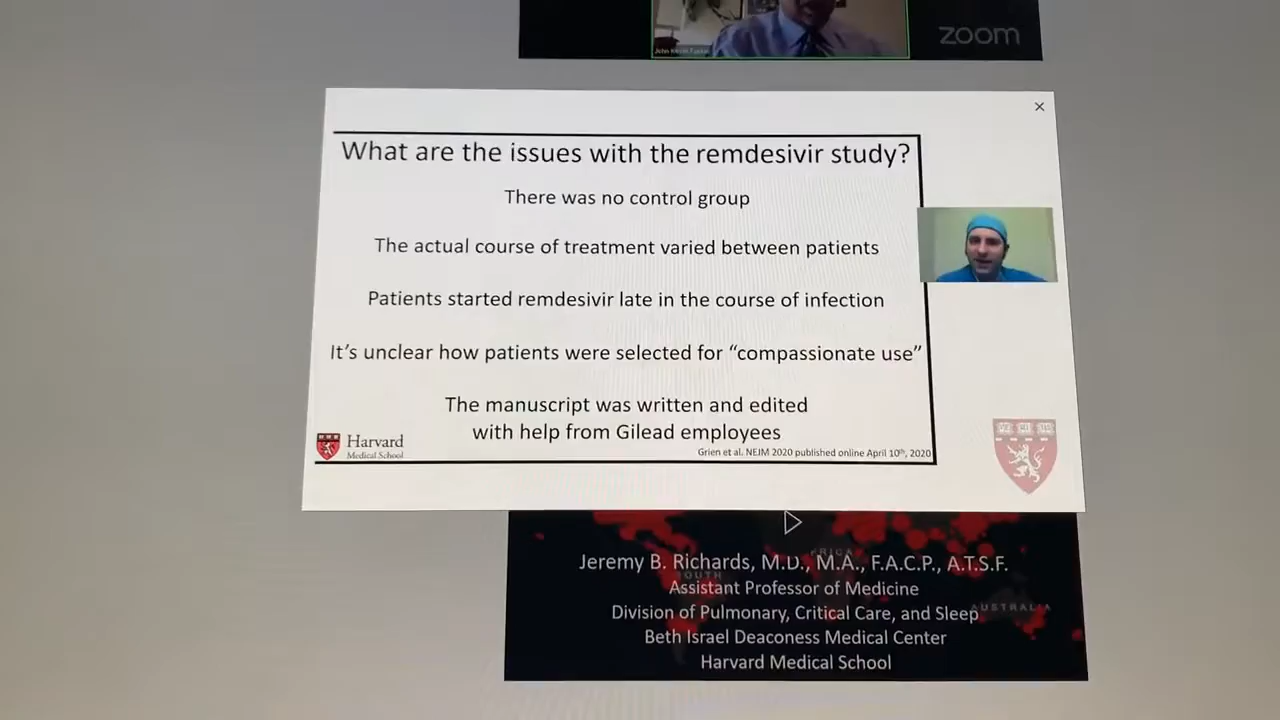 zoom
×
What are the issues with the remdesivir study?
There was no control group
The actual course of treatment varied between patients
Patients started remdesivir late in the course of infection
It's unclear how patients were selected for “compassionate use”
The manuscript was written and edited
with help from Gilead employees
Harvard
Medical School
Grien et al. NEJM 2020 published online April 10th, 2020
VE RI TAS
Jeremy B. Richards, M.D., M.A., F.A.C.P., A.T.S.F.
Assistant Professor of Medicine
Division of Pulmonary, Critical Care, and Sleep
AUSTRALIA
Beth Israel Deaconess Medical Center
Harvard Medical School